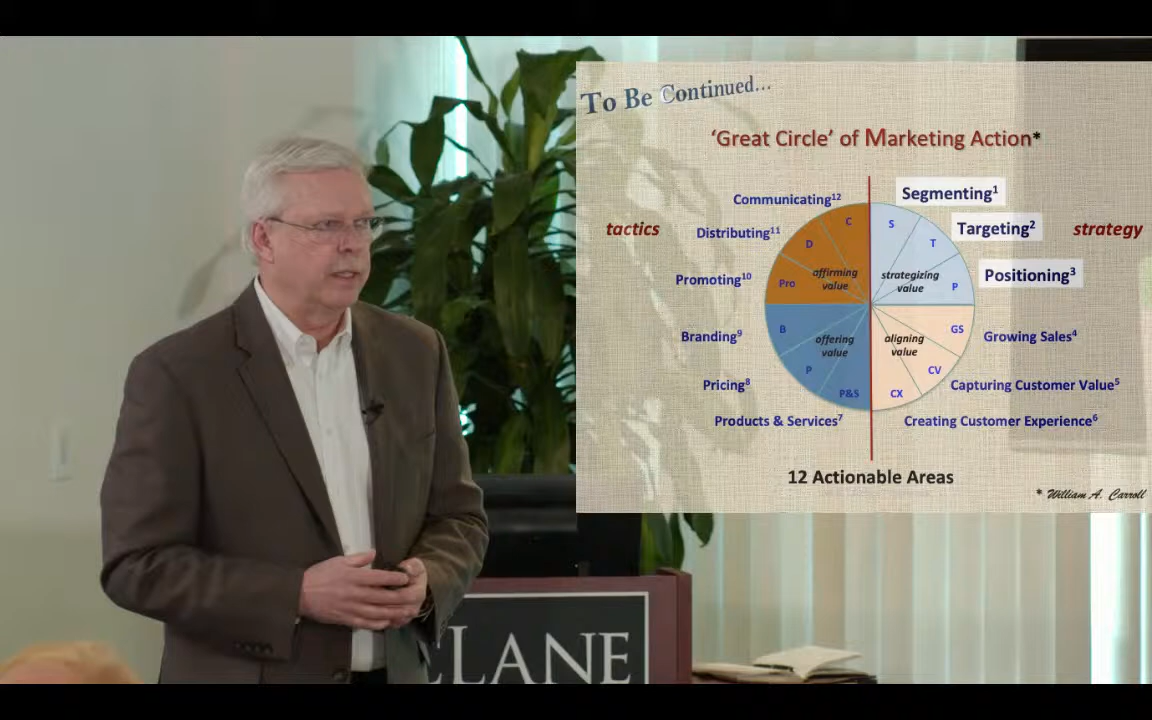 To Be Continued...
'Great Circle' of Marketing Action*
tactics
strategy
Segmenting¹
Targeting²
Positioning³
Growing Sales⁴
Capturing Customer Value⁵
Creating Customer Experience⁶
Products & Services⁷
Pricing⁸
Branding⁹
Promoting¹⁰
Distributing¹¹
Communicating¹²
S
T
P
strategizing
value
GS
CV
CX
aligning
value
P&S
P
B
offering
value
Pro
D
C
affirming
value
12 Actionable Areas
* William A. Carroll
LANE